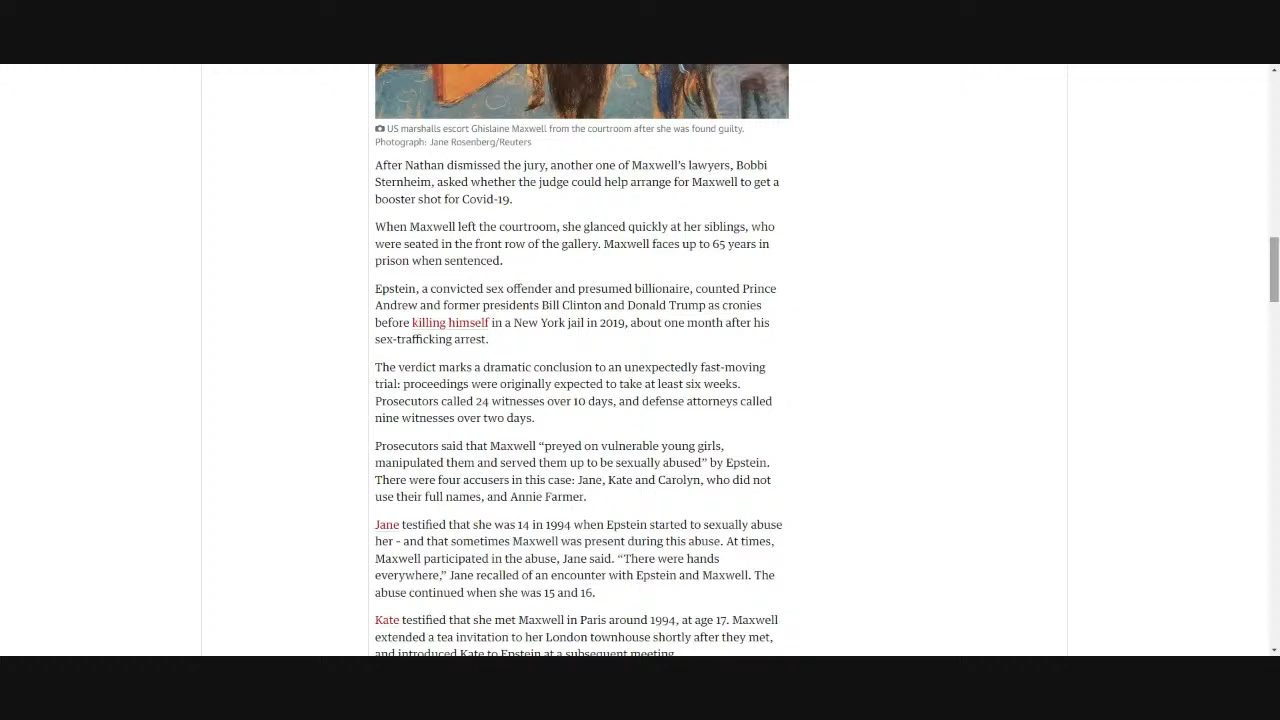 US marshalls escort Ghislaine Maxwell from the courtroom after she was found guilty.
Photograph: Jane Rosenberg/Reuters
After Nathan dismissed the jury, another one of Maxwell’s lawyers, Bobbi
Sternheim, asked whether the judge could help arrange for Maxwell to get a
booster shot for Covid-19.
When Maxwell left the courtroom, she glanced quickly at her siblings, who
were seated in the front row of the gallery. Maxwell faces up to 65 years in
prison when sentenced.
Epstein, a convicted sex offender and presumed billionaire, counted Prince
Andrew and former presidents Bill Clinton and Donald Trump as cronies
before killing himself in a New York jail in 2019, about one month after his
sex-trafficking arrest.
The verdict marks a dramatic conclusion to an unexpectedly fast-moving
trial: proceedings were originally expected to take at least six weeks.
Prosecutors called 24 witnesses over 10 days, and defense attorneys called
nine witnesses over two days.
Prosecutors said that Maxwell “preyed on vulnerable young girls,
manipulated them and served them up to be sexually abused” by Epstein.
There were four accusers in this case: Jane, Kate and Carolyn, who did not
use their full names, and Annie Farmer.
Jane testified that she was 14 in 1994 when Epstein started to sexually abuse
her – and that sometimes Maxwell was present during this abuse. At times,
Maxwell participated in the abuse, Jane said. “There were hands
everywhere,” Jane recalled of an encounter with Epstein and Maxwell. The
abuse continued when she was 15 and 16.
Kate testified that she met Maxwell in Paris around 1994, at age 17. Maxwell
extended a tea invitation to her London townhouse shortly after they met,
and introduced Kate to Epstein at a subsequent meeting.